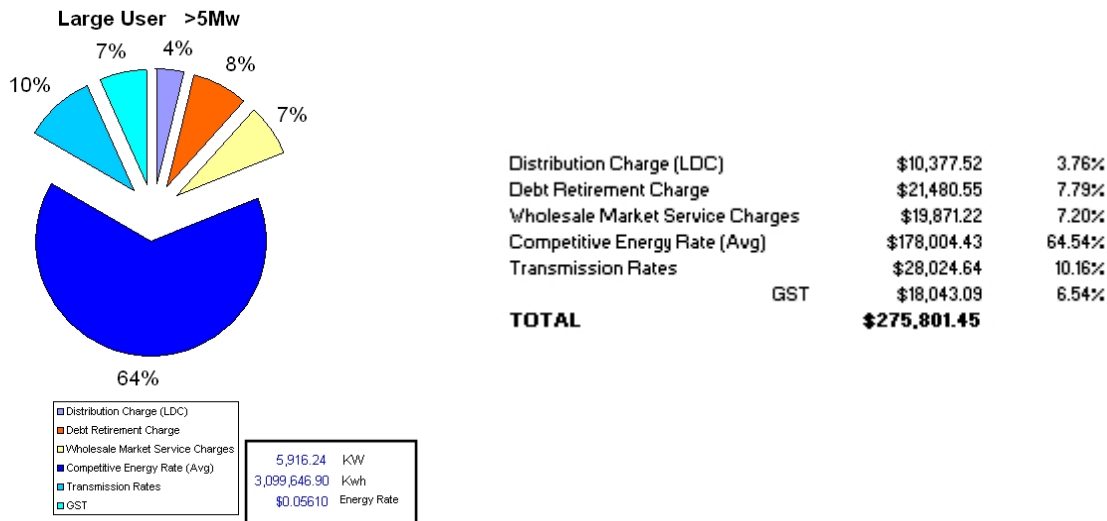 Large User >5Mw
7%
4%
8%
10%
7%
64%
Distribution Charge (LDC)
Debt Retirement Charge
Wholesale Market Service Charges
Competitive Energy Rate (Avg)
Transmission Rates
GST
5,916.24 KW
3,099,646.90 Kwh
$0.05610 Energy Rate
Distribution Charge (LDC) $10,377.52 3.76%
Debt Retirement Charge $21,480.55 7.79%
Wholesale Market Service Charges $19,871.22 7.20%
Competitive Energy Rate (Avg) $178,004.43 64.54%
Transmission Rates $28,024.64 10.16%
GST $18,043.09 6.54%
TOTAL $275,801.45